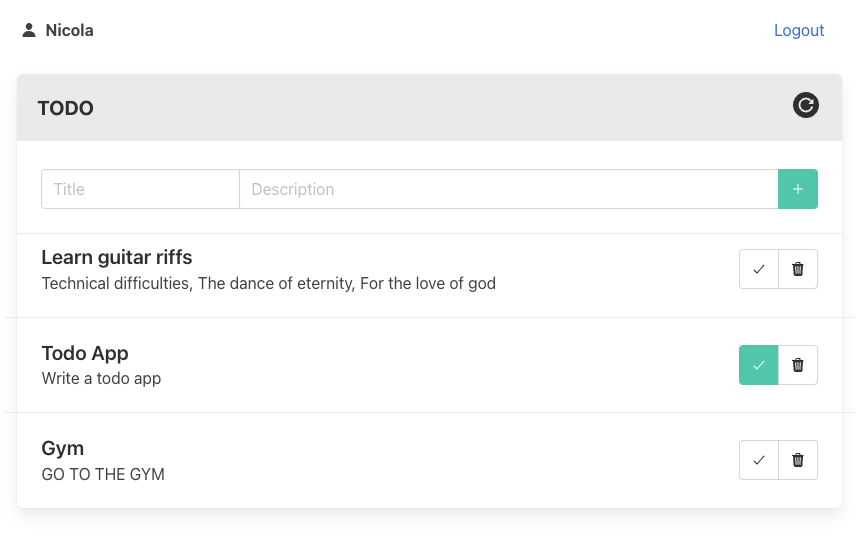 Nicola
Logout
TODO
Title
Description
+
Learn guitar riffs
Technical difficulties, The dance of eternity, For the love of god
Todo App
Write a todo app
Gym
GO TO THE GYM